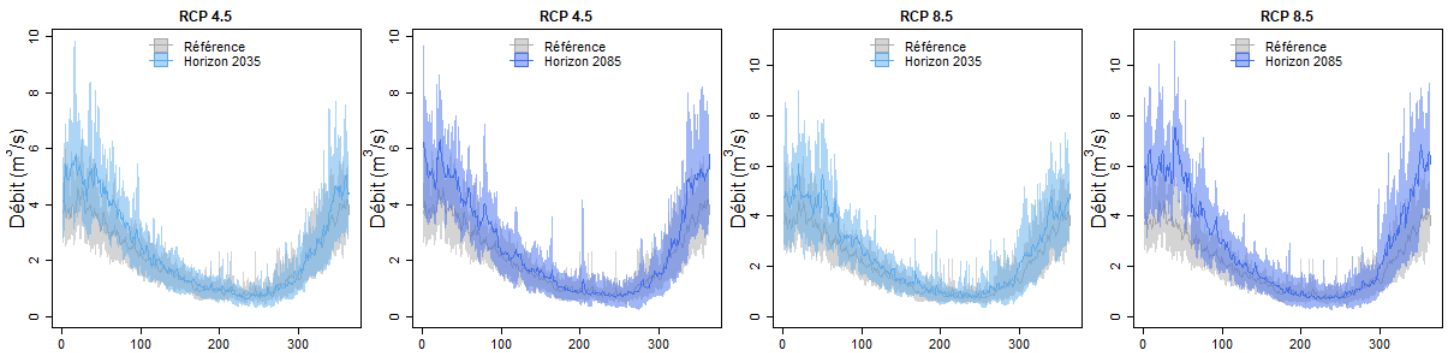 RCP 4.5
Référence
Horizon 2035
Débit (m³/s)
10
8
6
4
2
0
0
100
200
300
RCP 4.5
Référence
Horizon 2085
Débit (m³/s)
10
8
6
4
2
0
0
100
200
300
RCP 8.5
Référence
Horizon 2035
Débit (m³/s)
10
8
6
4
2
0
0
100
200
300
RCP 8.5
Référence
Horizon 2085
Débit (m³/s)
10
8
6
4
2
0
0
100
200
300